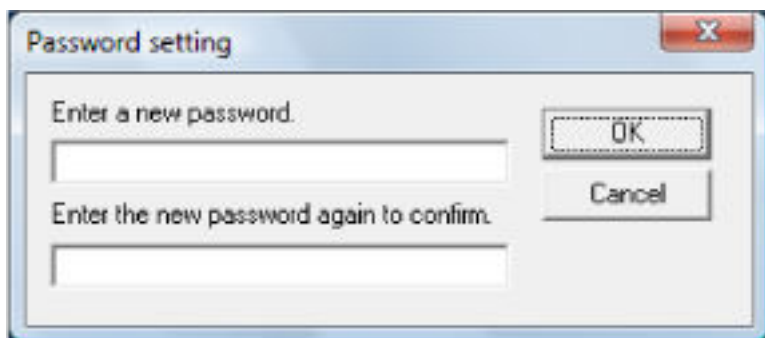 Password setting
Enter a new password.
OK
Cancel
Enter the new password again to confirm.